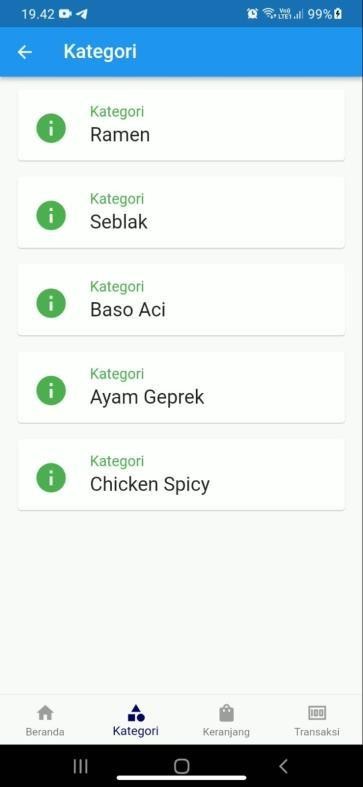 19.42
Vo))
LTE1
99%
Kategori
Kategori
Ramen
Kategori
Seblak
Kategori
Baso Aci
Kategori
Ayam Geprek
Kategori
Chicken Spicy
100
Beranda
Kategori
Keranjang
Transaksi